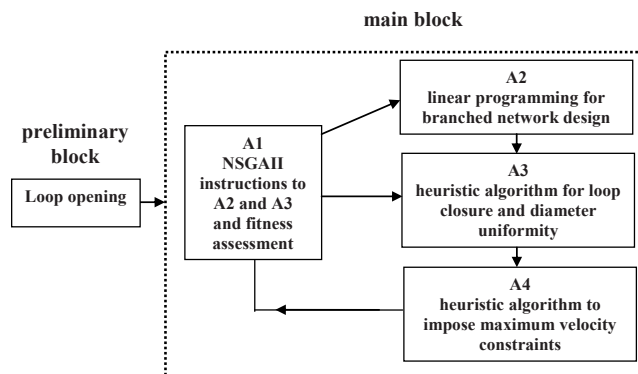 main block
preliminary
block
Loop opening
A1
NSGAII
instructions to
A2 and A3
and fitness
assessment
A2
linear programming for
branched network design
A3
heuristic algorithm for loop
closure and diameter
uniformity
A4
heuristic algorithm to
impose maximum velocity
constraints